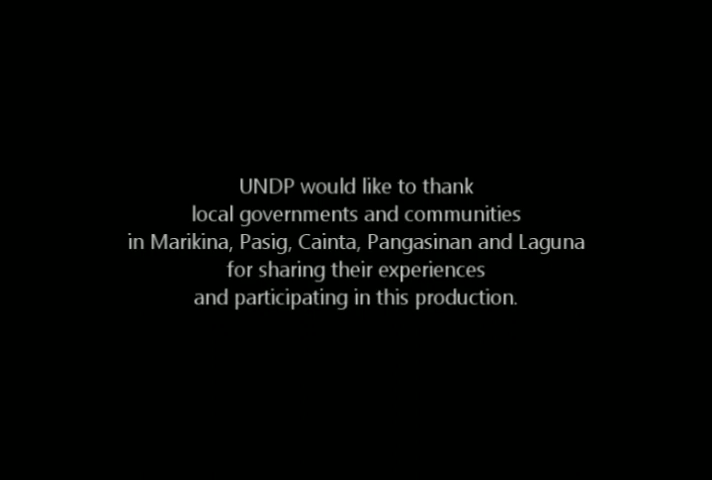 UNDP would like to thank
local governments and communities
in Marikina, Pasig, Cainta, Pangasinan and Laguna
for sharing their experiences
and participating in this production.